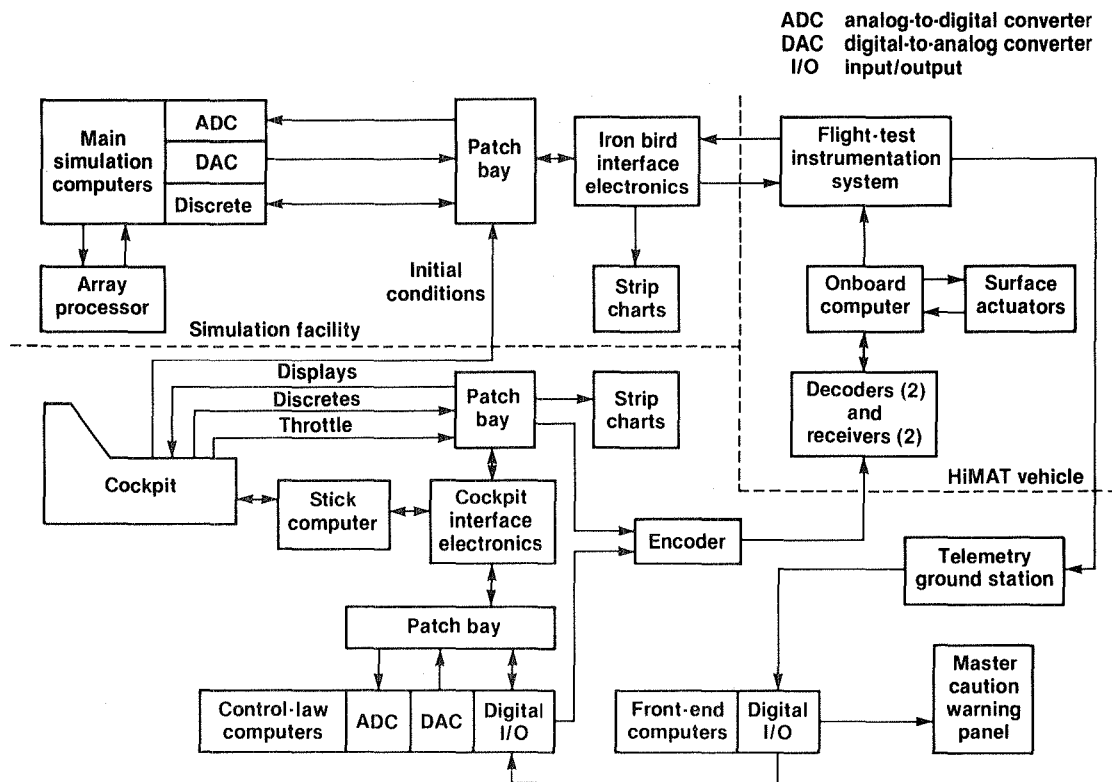 ADC analog-to-digital converter
DAC digital-to-analog converter
I/O input/output
Main
simulation
computers
ADC
DAC
Discrete
Patch
bay
Iron bird
interface
electronics
Flight-test
instrumentation
system
Array
processor
Initial
conditions
Strip
charts
Onboard
computer
Surface
actuators
Simulation facility
Displays
Discretes
Throttle
Patch
bay
Strip
charts
Decoders (2)
and
receivers (2)
HiMAT vehicle
Cockpit
Stick
computer
Cockpit
interface
electronics
Encoder
Telemetry
ground station
Patch bay
Control-law
computers
ADC
DAC
Digital
I/O
Front-end
computers
Digital
I/O
Master
caution
warning
panel